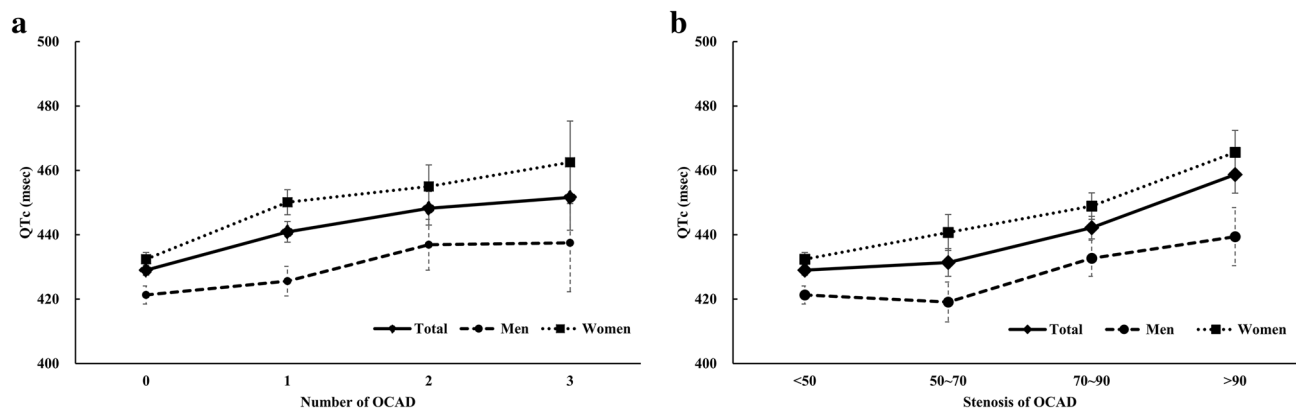 a
500
480
460
440
420
400
QTc (msec)
Total Men Women
0 1 2 3
Number of OCAD
b
500
480
460
440
420
400
QTc (msec)
Total Men Women
<50 50~70 70~90 >90
Stenosis of OCAD